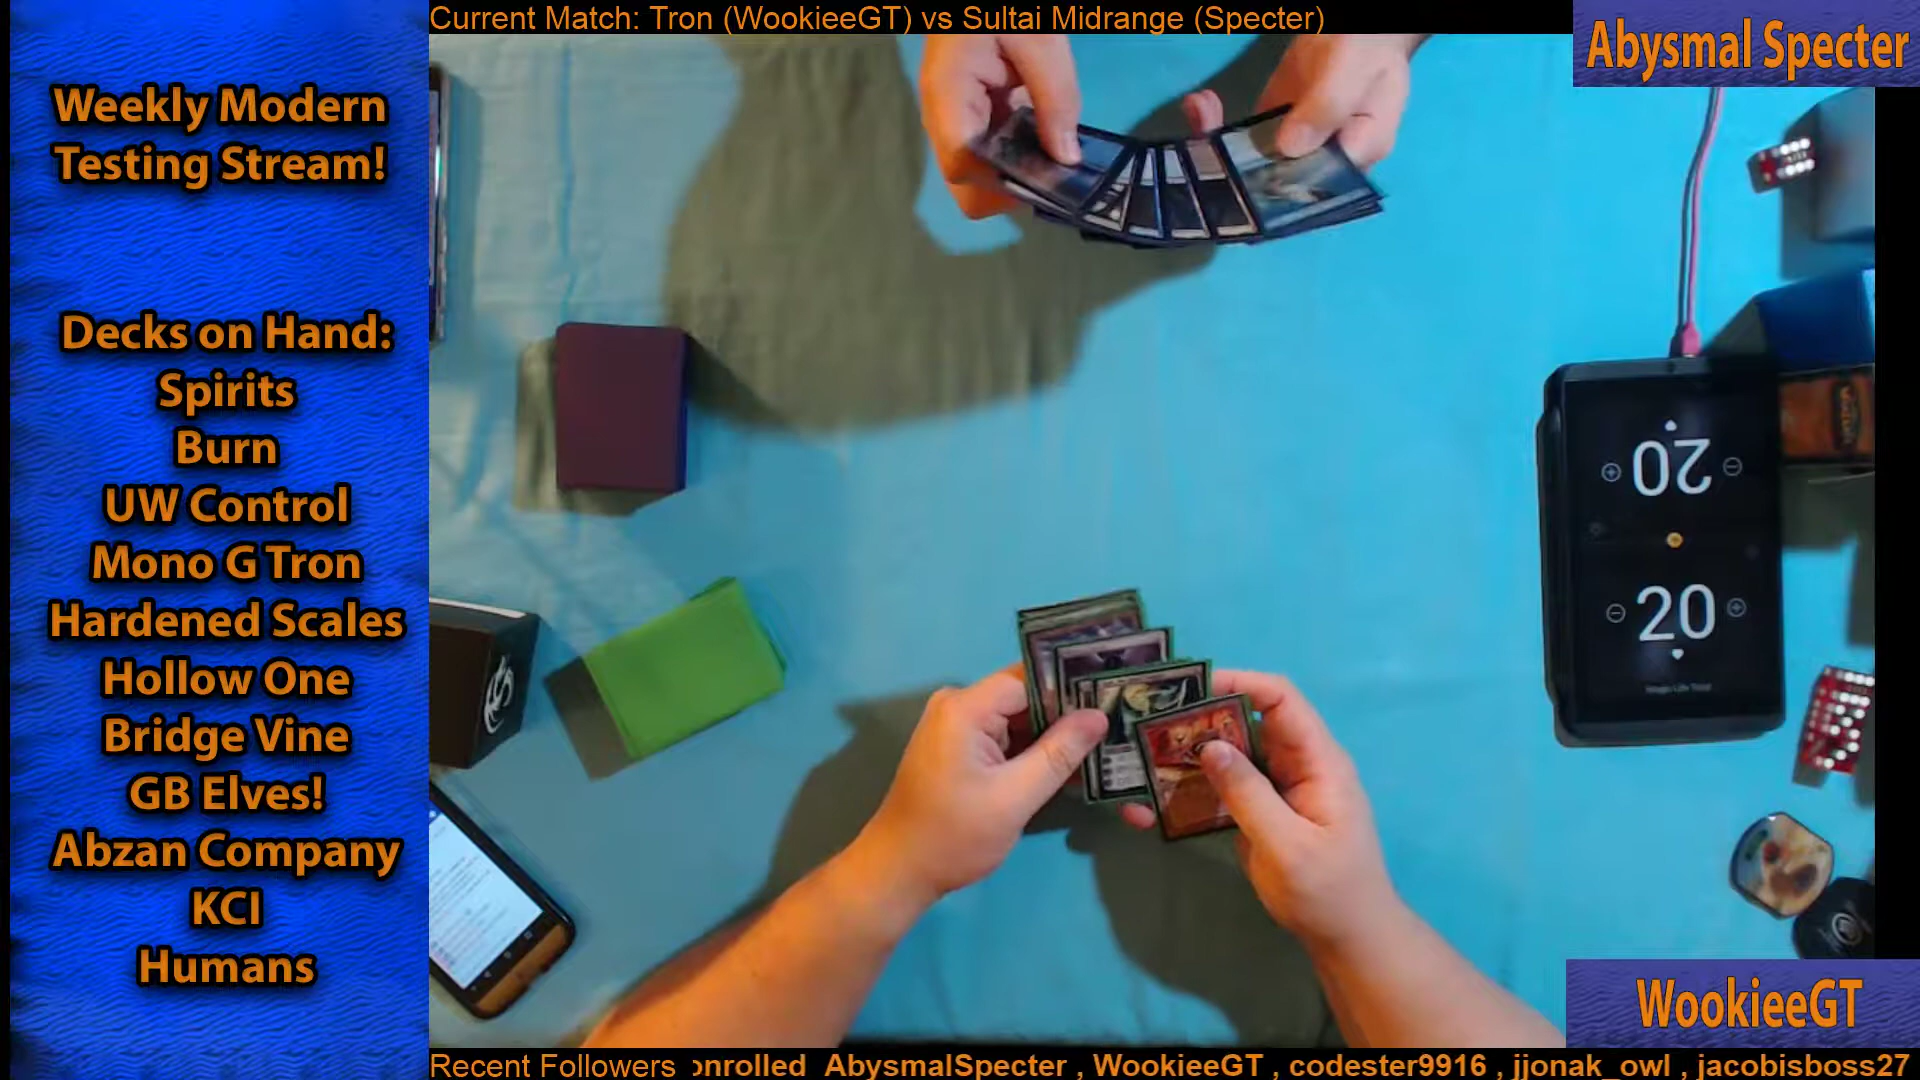 Current Match: Tron (WookieeGT) vs Sultai Midrange (Specter)
Abysmal Specter
Weekly Modern
Testing Stream!
Decks on Hand:
Spirits
Burn
UW Control
Mono G Tron
Hardened Scales
Hollow One
Bridge Vine
GB Elves!
Abzan Company
KCI
Humans
20
20
WookieeGT
Recent Followers onrolled AbysmalSpecter , WookieeGT , codester9916 , jjonak_owl , jacobisboss27